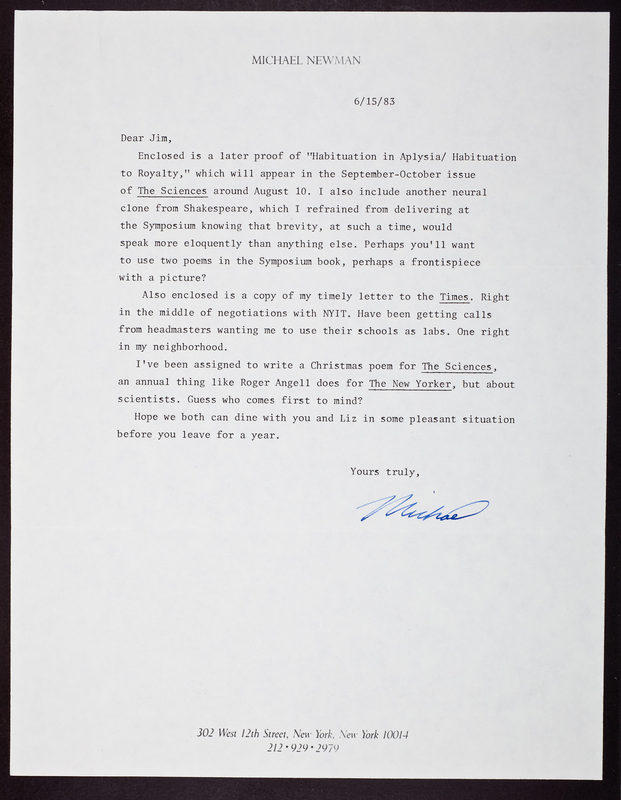 MICHAEL NEWMAN
6/15/83
Dear Jim,
Enclosed is a later proof of "Habituation in Aplysia/ Habituation
to Royalty," which will appear in the September-October issue
of The Sciences around August 10. I also include another neural
clone from Shakespeare, which I refrained from delivering at
the Symposium knowing that brevity, at such a time, would
speak more eloquently than anything else. Perhaps you'll want
to use two poems in the Symposium book, perhaps a frontispiece
with a picture?
Also enclosed is a copy of my timely letter to the Times. Right
in the middle of negotiations with NYIT. Have been getting calls
from headmasters wanting me to use their schools as labs. One right
in my neighborhood.
I've been assigned to write a Christmas poem for The Sciences,
an annual thing like Roger Angell does for The New Yorker, but about
scientists. Guess who comes first to mind?
Hope we both can dine with you and Liz in some pleasant situation
before you leave for a year.
Yours truly,
Michael
302 West 12th Street, New York, New York 10014
212•929•2979